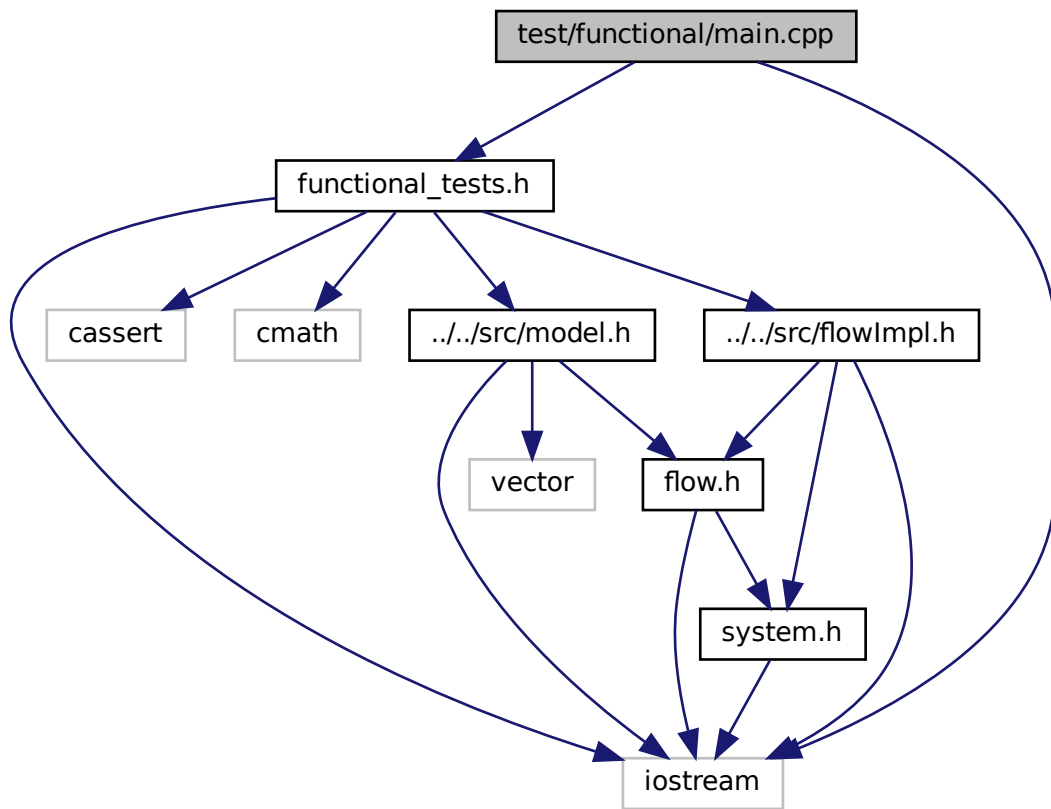 test/functional/main.cpp
functional_tests.h
cassert
cmath
../../src/model.h
../../src/flowImpl.h
vector
flow.h
system.h
iostream